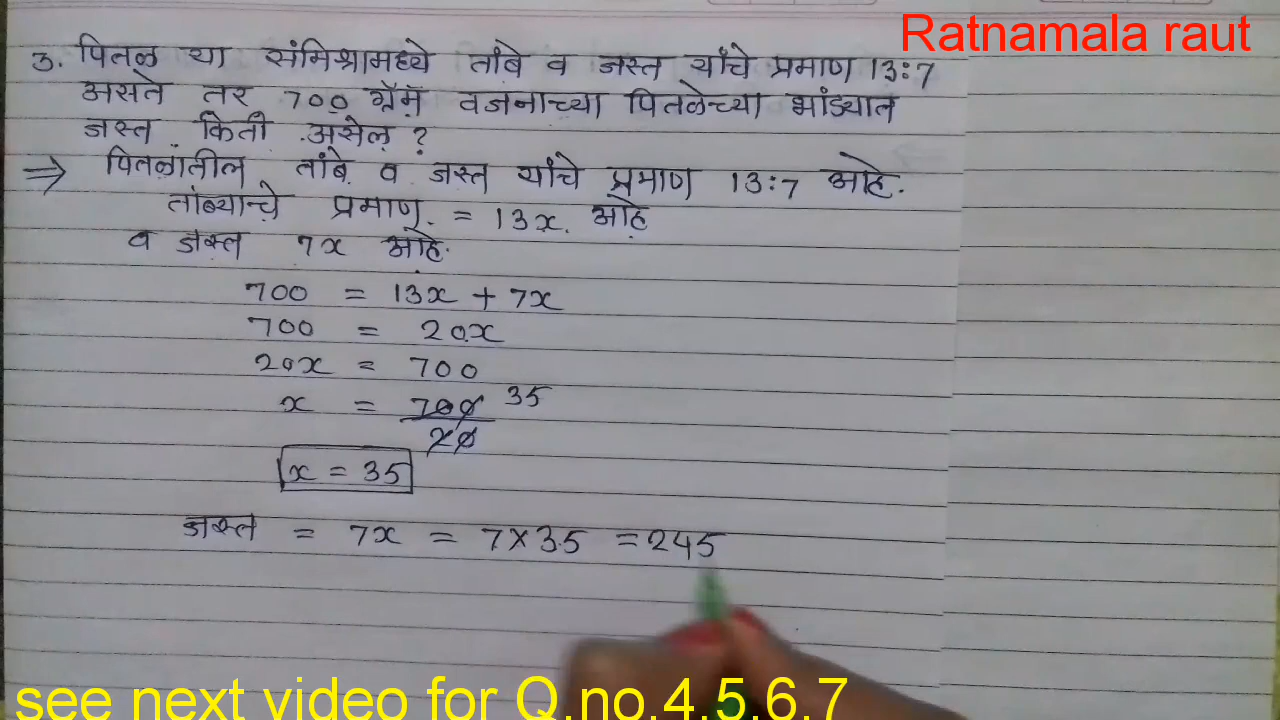 Ratnamala raut
3. पितळ या संमिश्रामध्ये तांबे व जस्त यांचे प्रमाण 13:7
असते तर 700 ग्रॅम वजनाच्या पितळेच्या भांड्यात
जस्त किती असेल ?
⇒ पितळातील तांबे व जस्त यांचे प्रमाण 13:7 आहे.
तांब्याचे प्रमाण = 13x आहे
व जस्त 7x आहे.
700 = 13x + 7x
700 = 20x
20x = 700
x = 700/20 35
x = 35
जस्त = 7x = 7×35 = 245
see next video for Q.no.4,5,6,7